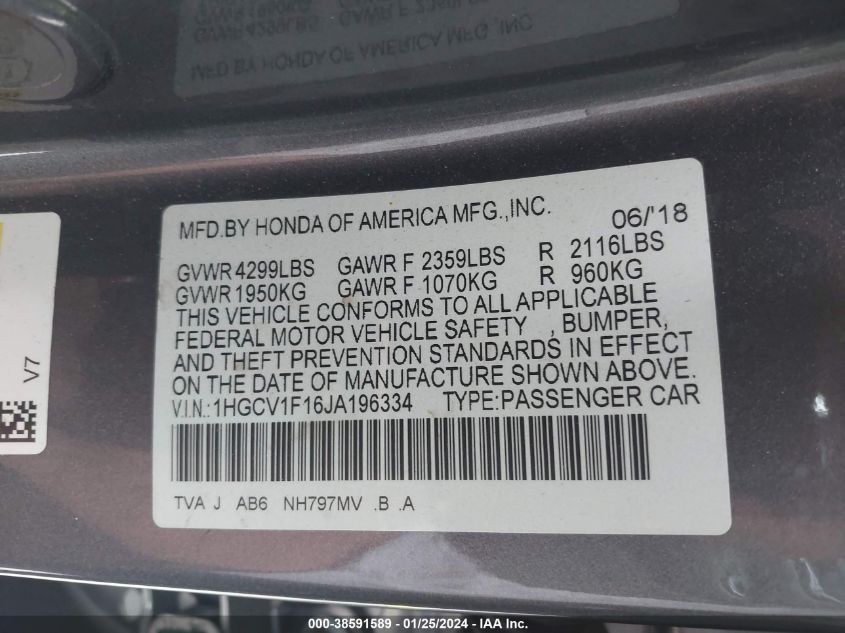 MFD.BY HONDA OF AMERICA MFG.,INC. 06/'18
GVWR 4299LBS GAWR F 2359LBS R 2116LBS
GVWR 1950KG GAWR F 1070KG R 960KG
THIS VEHICLE CONFORMS TO ALL APPLICABLE
FEDERAL MOTOR VEHICLE SAFETY , BUMPER,
AND THEFT PREVENTION STANDARDS IN EFFECT
ON THE DATE OF MANUFACTURE SHOWN ABOVE.
V.I.N.:1HGCV1F16JA196334 TYPE:PASSENGER CAR
TVA J AB6 NH797MV .B .A
V7
000-38591589 - 01/25/2024 - IAA Inc.